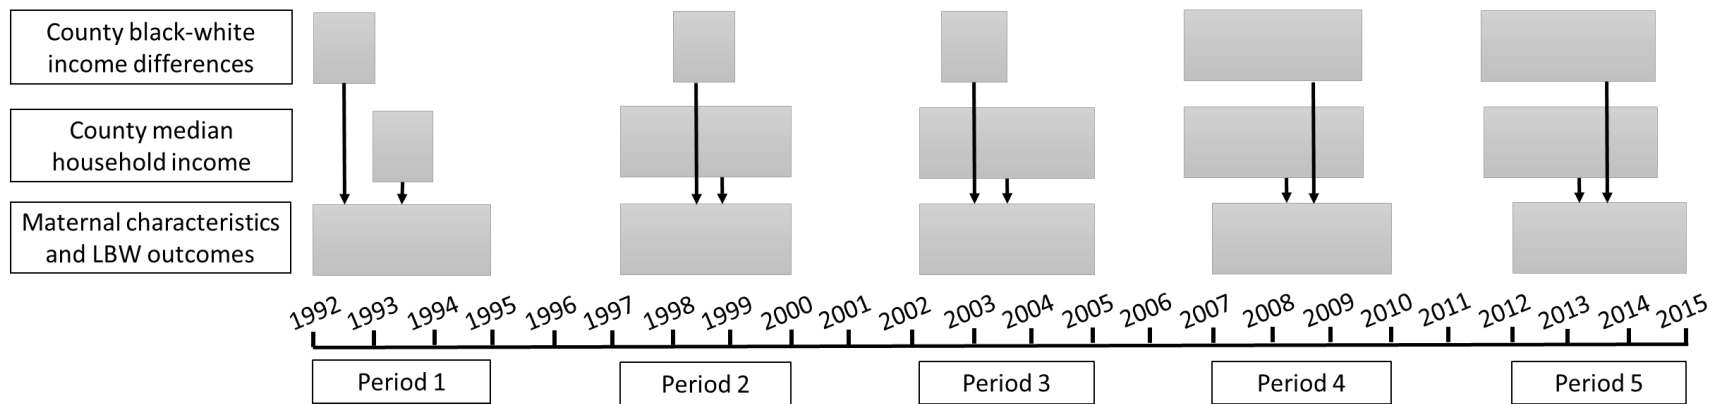 County black-white
income differences
County median
household income
Maternal characteristics
and LBW outcomes
1992 1993 1994 1995 1996 1997 1998 1999 2000 2001 2002 2003 2004 2005 2006 2007 2008 2009 2010 2011 2012 2013 2014 2015
Period 1 Period 2 Period 3 Period 4 Period 5